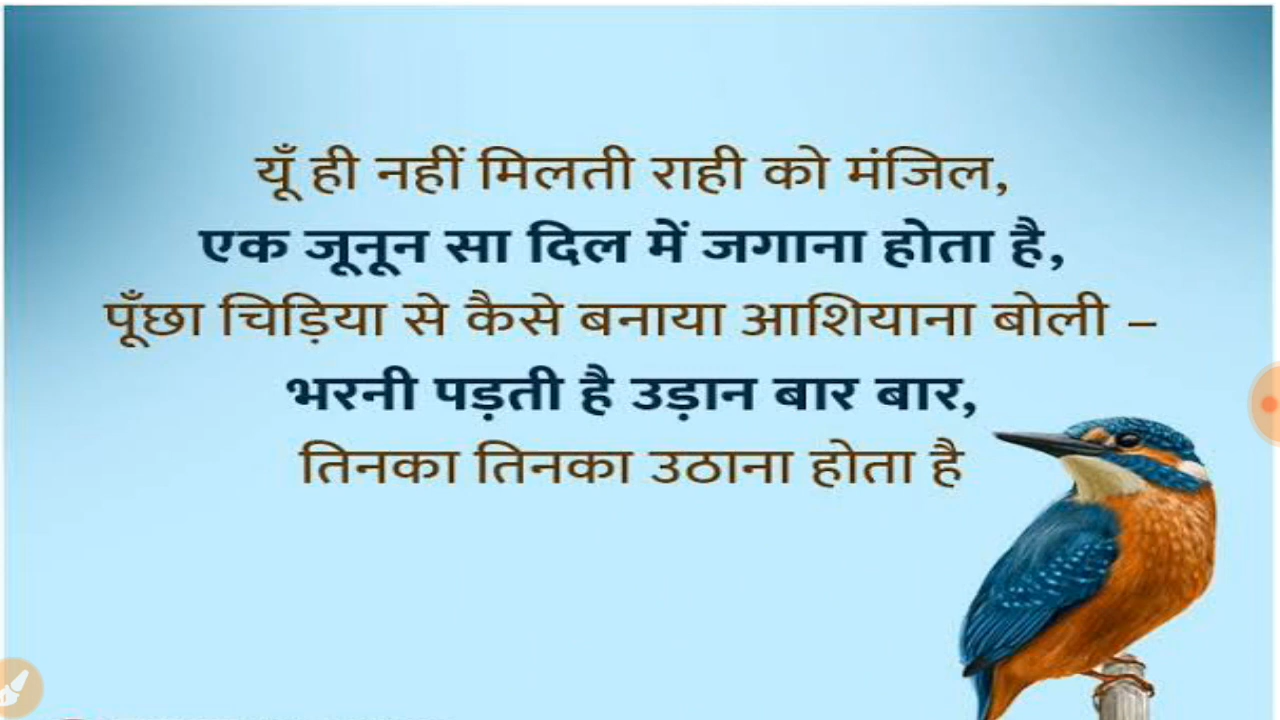 यूँ ही नहीं मिलती राही को मंजिल,
एक जूनून सा दिल में जगाना होता है,
पूँछा चिड़िया से कैसे बनाया आशियाना बोली –
भरनी पड़ती है उड़ान बार बार,
तिनका तिनका उठाना होता है